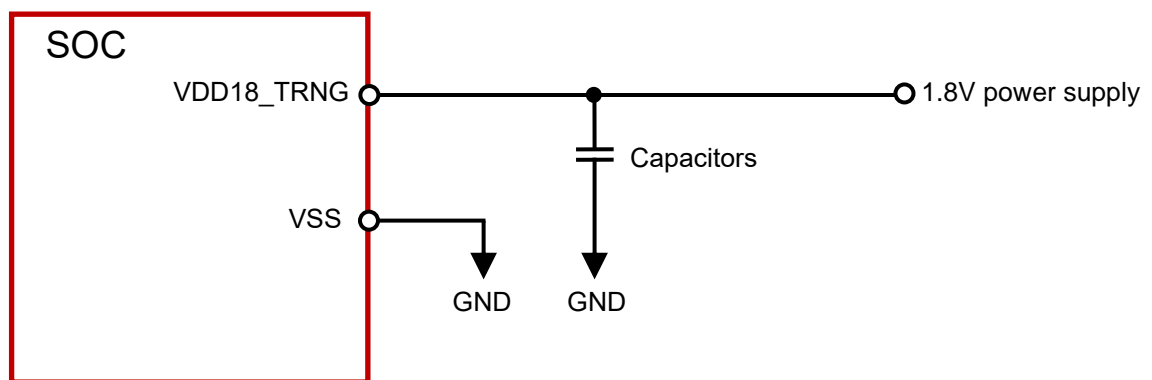 SOC
VDD18_TRNG
1.8V power supply
Capacitors
VSS
GND
GND